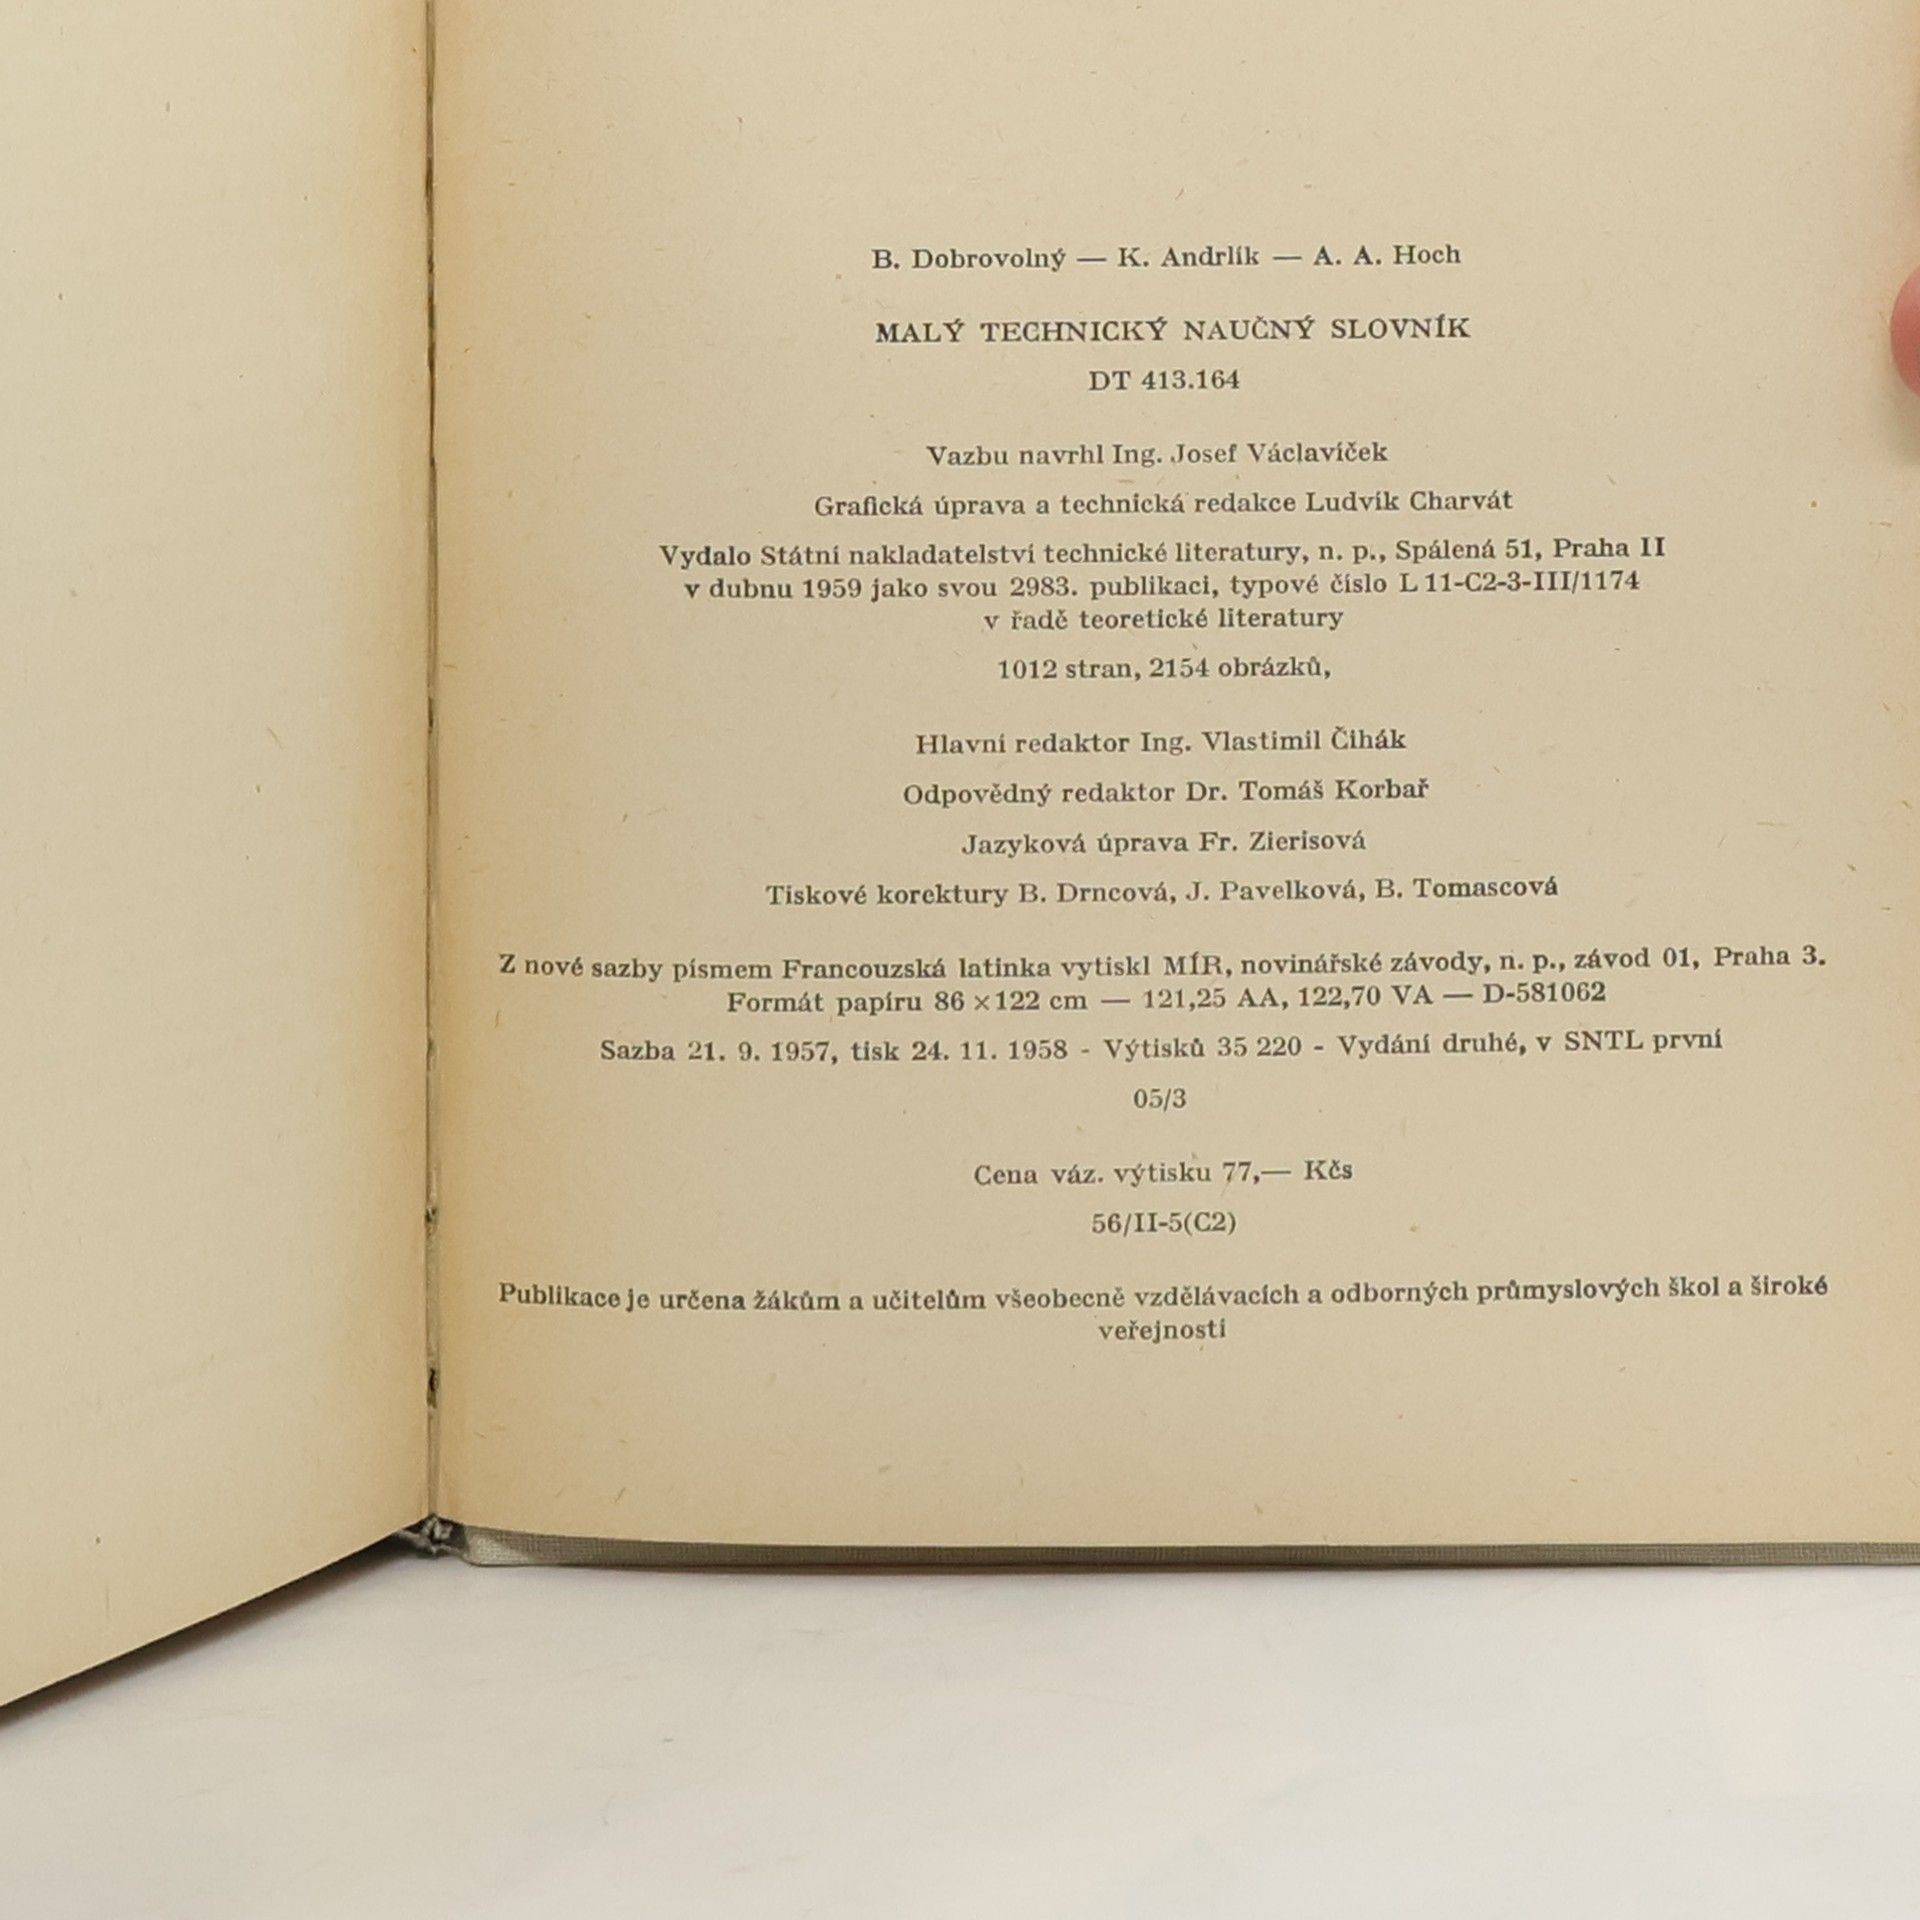 B. Dobrovolný — K. Andrlík — A. A. Hoch
MALÝ TECHNICKÝ NAUČNÝ SLOVNÍK
DT 413.164
Vazbu navrhl Ing. Josef Václavíček
Grafická úprava a technická redakce Ludvík Charvát
Vydalo Státní nakladatelství technické literatury, n. p., Spálená 51, Praha II
v dubnu 1959 jako svou 2983. publikaci, typové číslo L 11-C2-3-III/1174
v řadě teoretické literatury
1012 stran, 2154 obrázků,
Hlavní redaktor Ing. Vlastimil Čihák
Odpovědný redaktor Dr. Tomáš Korbař
Jazyková úprava Fr. Zierisová
Tiskové korektury B. Drncová, J. Pavelková, B. Tomascová
Z nové sazby písmem Francouzská latinka vytiskl MÍR, novinářské závody, n. p., závod 01, Praha 3.
Formát papíru 86 × 122 cm — 121,25 AA, 122,70 VA — D-581062
Sazba 21. 9. 1957, tisk 24. 11. 1958 - Výtisků 35 220 - Vydání druhé, v SNTL první
05/3
Cena váz. výtisku 77,— Kčs
56/II-5(C2)
Publikace je určena žákům a učitelům všeobecně vzdělávacích a odborných průmyslových škol a široké
veřejnosti